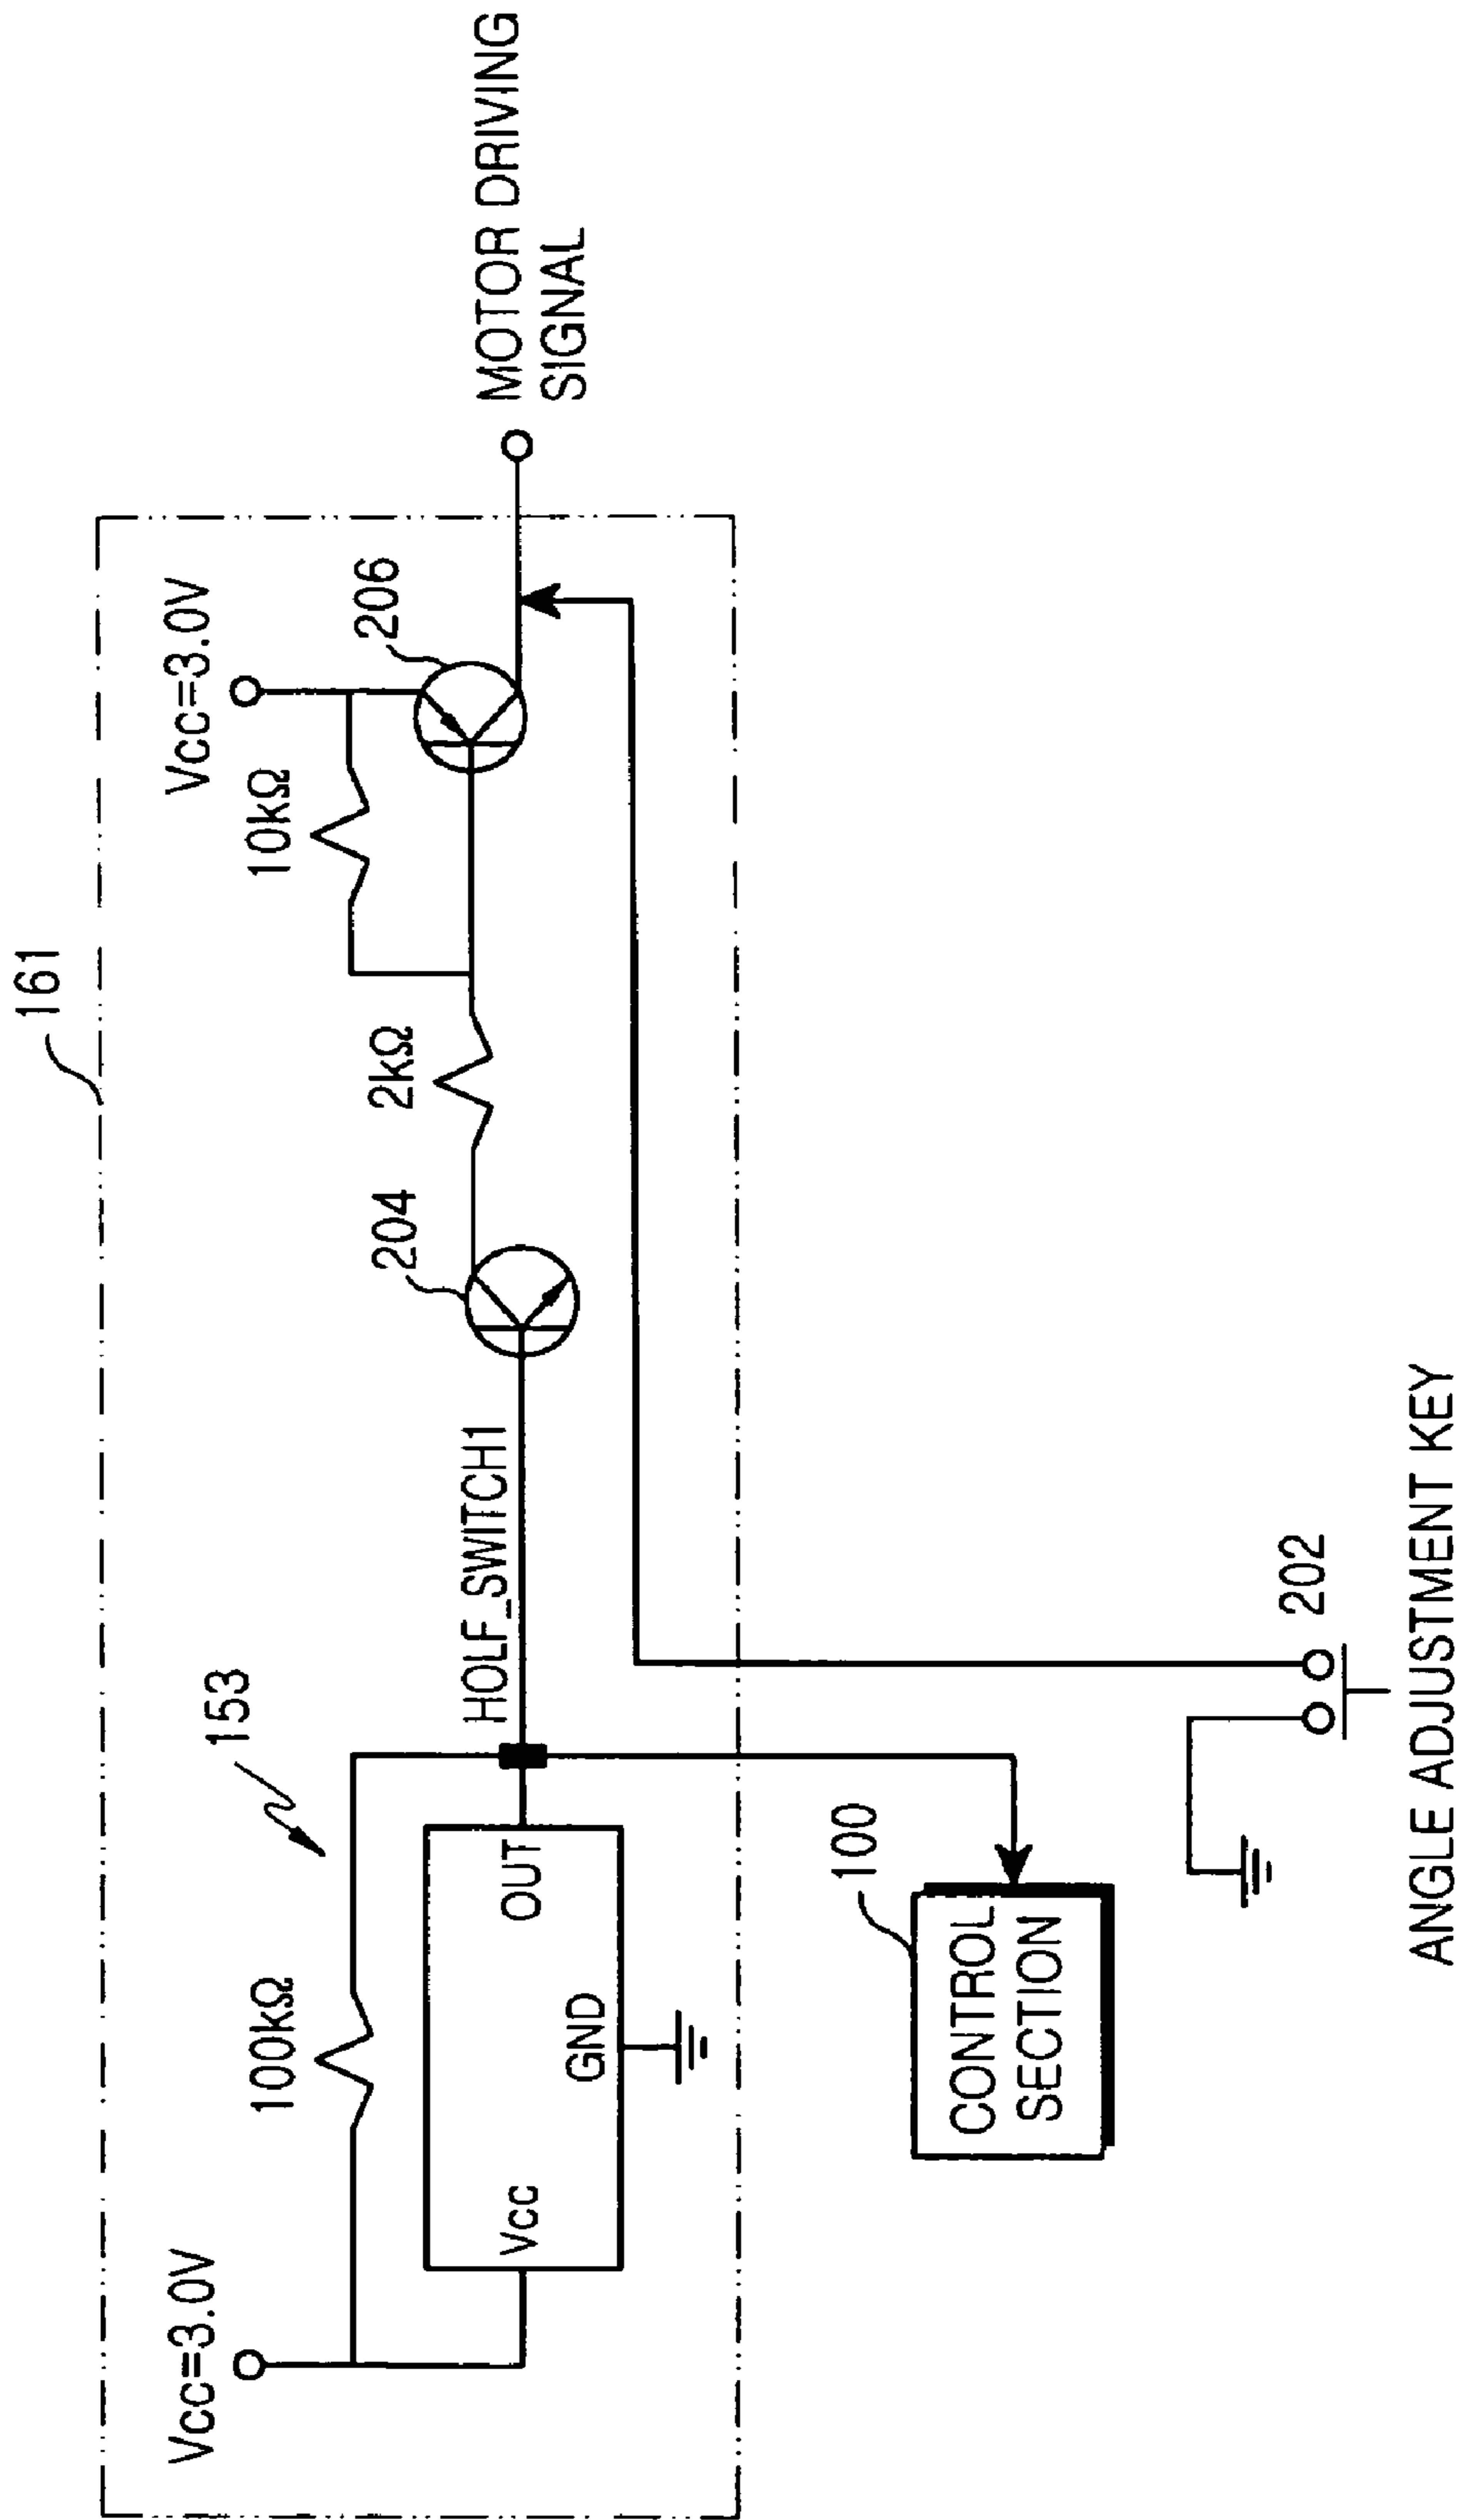 161
Vcc=3.0V
153
100kΩ
Vcc
OUT
GND
HOLE_SWITCH1
204
2kΩ
10kΩ
Vcc=3.0V
206
MOTOR DRIVING
SIGNAL
100
CONTROL
SECTION
202
ANGLE ADJUSTMENT KEY